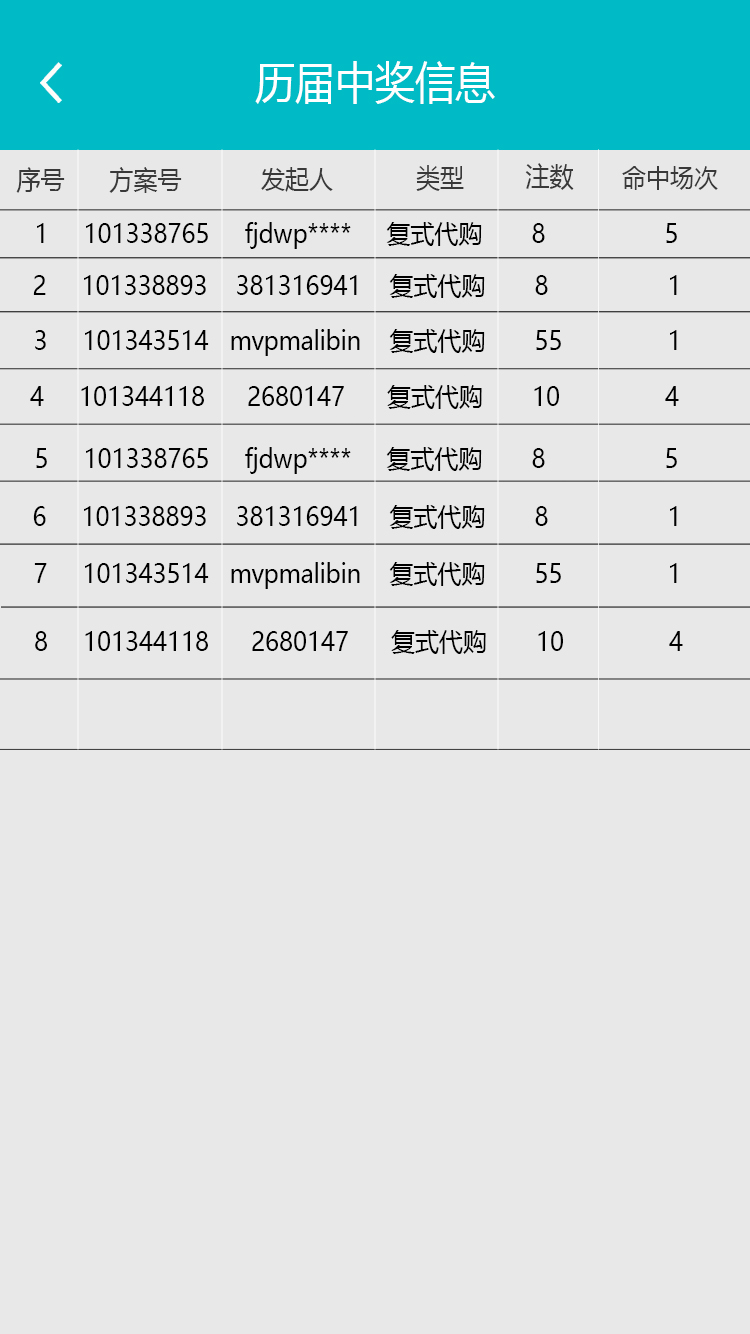 历届中奖信息
序号 方案号 发起人 类型 注数 命中场次
1 101338765 fjdwp**** 复式代购 8 5
2 101338893 381316941 复式代购 8 1
3 101343514 mvpmalibin 复式代购 55 1
4 101344118 2680147 复式代购 10 4
5 101338765 fjdwp**** 复式代购 8 5
6 101338893 381316941 复式代购 8 1
7 101343514 mvpmalibin 复式代购 55 1
8 101344118 2680147 复式代购 10 4